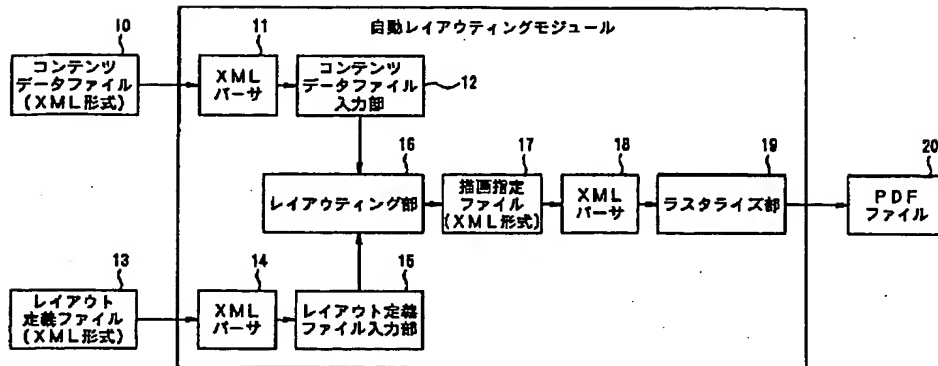 自動レイアウティングモジュール
10
コンテンツ
データファイル
(XML形式)
11
XML
パーサ
コンテンツ
データファイル
入力部
12
16
レイアウティング部
17
描画指定
ファイル
(XML形式)
18
XML
パーサ
19
ラスタライズ部
20
PDF
ファイル
13
レイアウト
定義ファイル
(XML形式)
14
XML
パーサ
15
レイアウト定義
ファイル入力部